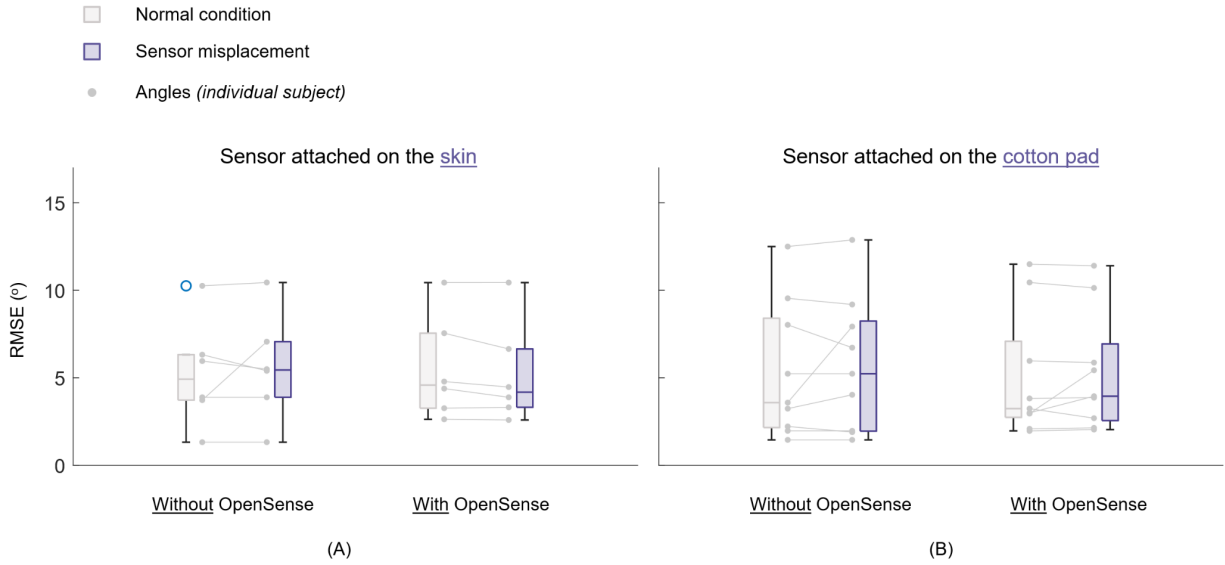 Normal condition
Sensor misplacement
Angles (individual subject)
Sensor attached on the skin
Sensor attached on the cotton pad
15
10
5
0
RMSE (º)
Without OpenSense
With OpenSense
Without OpenSense
With OpenSense
(A)
(B)